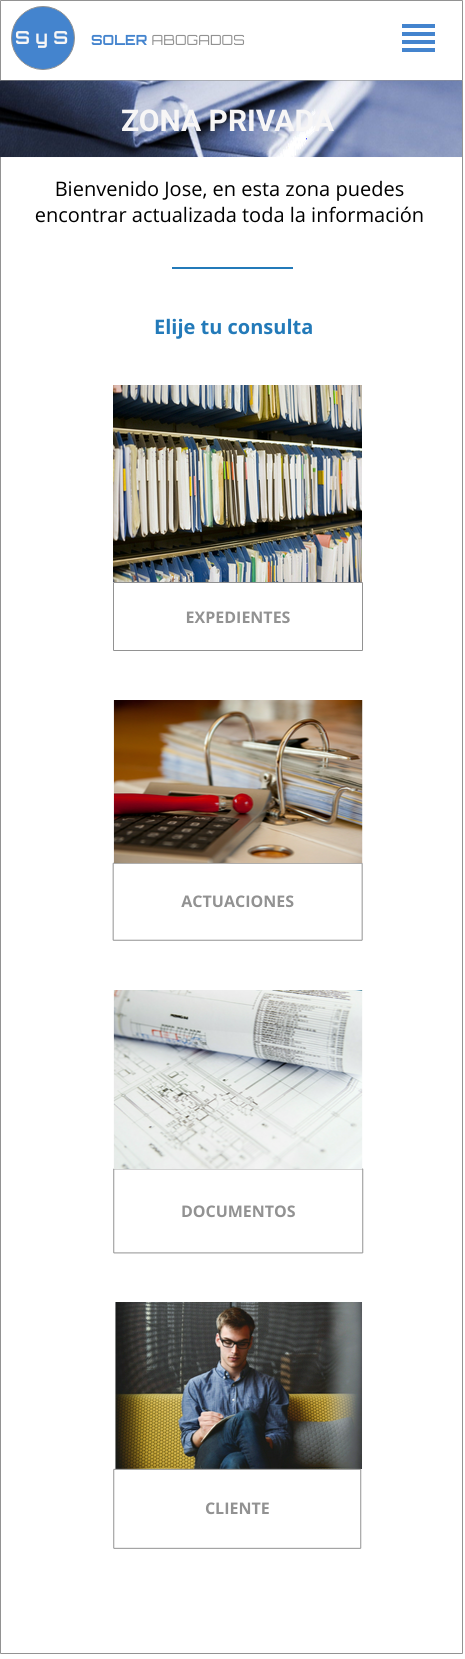 SyS
SOLER ABOGADOS
ZONA PRIVADA
Bienvenido Jose, en esta zona puedes
encontrar actualizada toda la información
Elije tu consulta
EXPEDIENTES
ACTUACIONES
DOCUMENTOS
CLIENTE